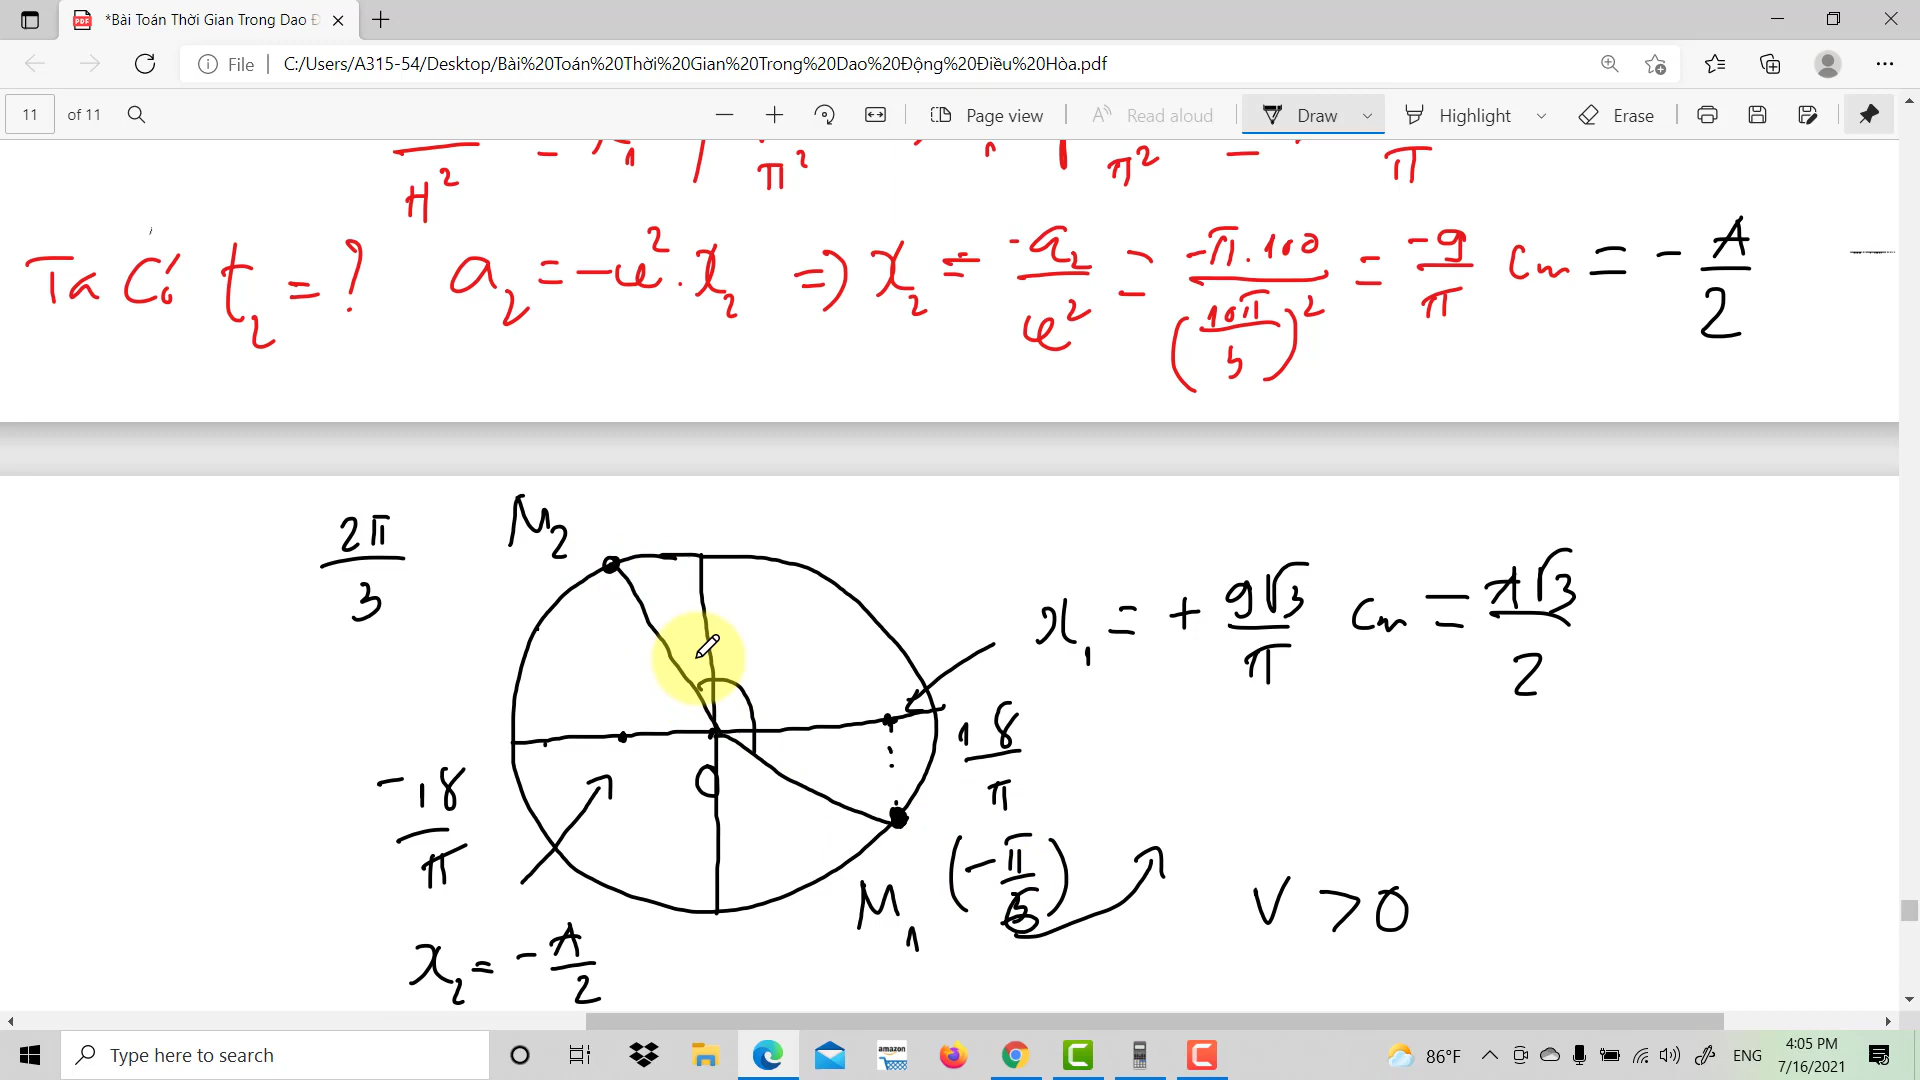 *Bài Toán Thời Gian Trong Dao Đ
File
C:/Users/A315-54/Desktop/Bài%20Toán%20Thời%20Gian%20Trong%20Dao%20Động%20Điều%20Hòa.pdf
11 of 11
Page view
Read aloud
Draw
Highlight
Erase
Ta Có t₂ = ? a₂ = -ω².x₂ => x₂ = -a₂/ω² = -π.100/(10π/3)² = -9/π cm = -A/2
2π/3
M₂
x₁ = + 9√3/π cm = A√3/2
18/π
O
-18/π
M₁ (-π/6)
V > 0
x₂ = -A/2
Type here to search
amazon
86°F
ENG
4:05 PM
7/16/2021